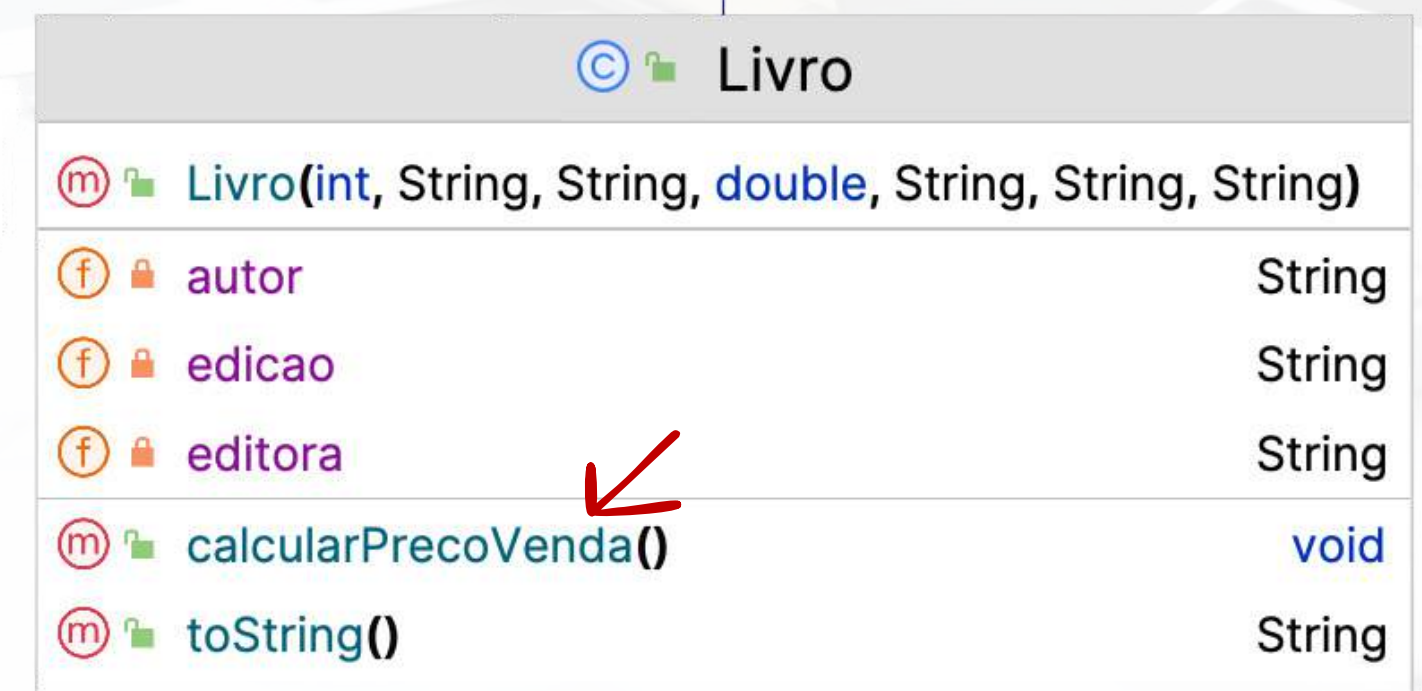 C Livro
m Livro(int, String, String, double, String, String, String)
f autor String
f edicao String
f editora String
m calcularPrecoVenda() void
m toString() String